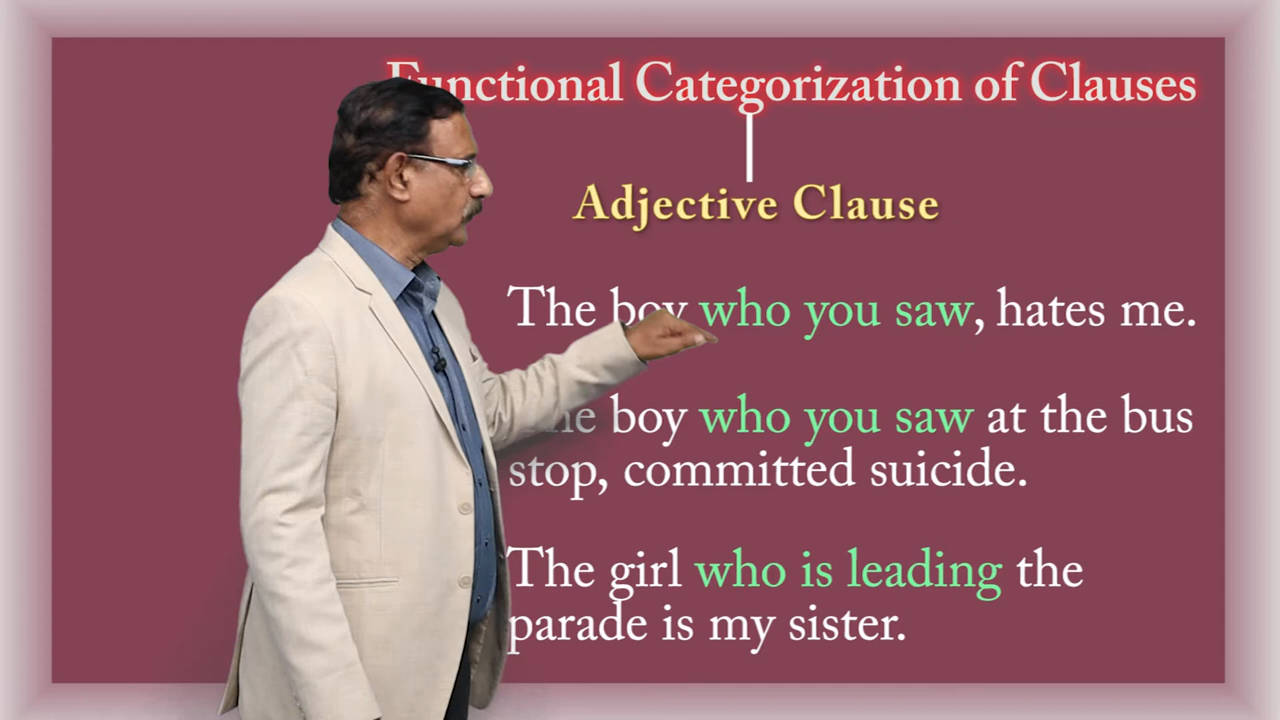 Functional Categorization of Clauses
Adjective Clause
The boy who you saw, hates me.
The boy who you saw at the bus
stop, committed suicide.
The girl who is leading the
parade is my sister.